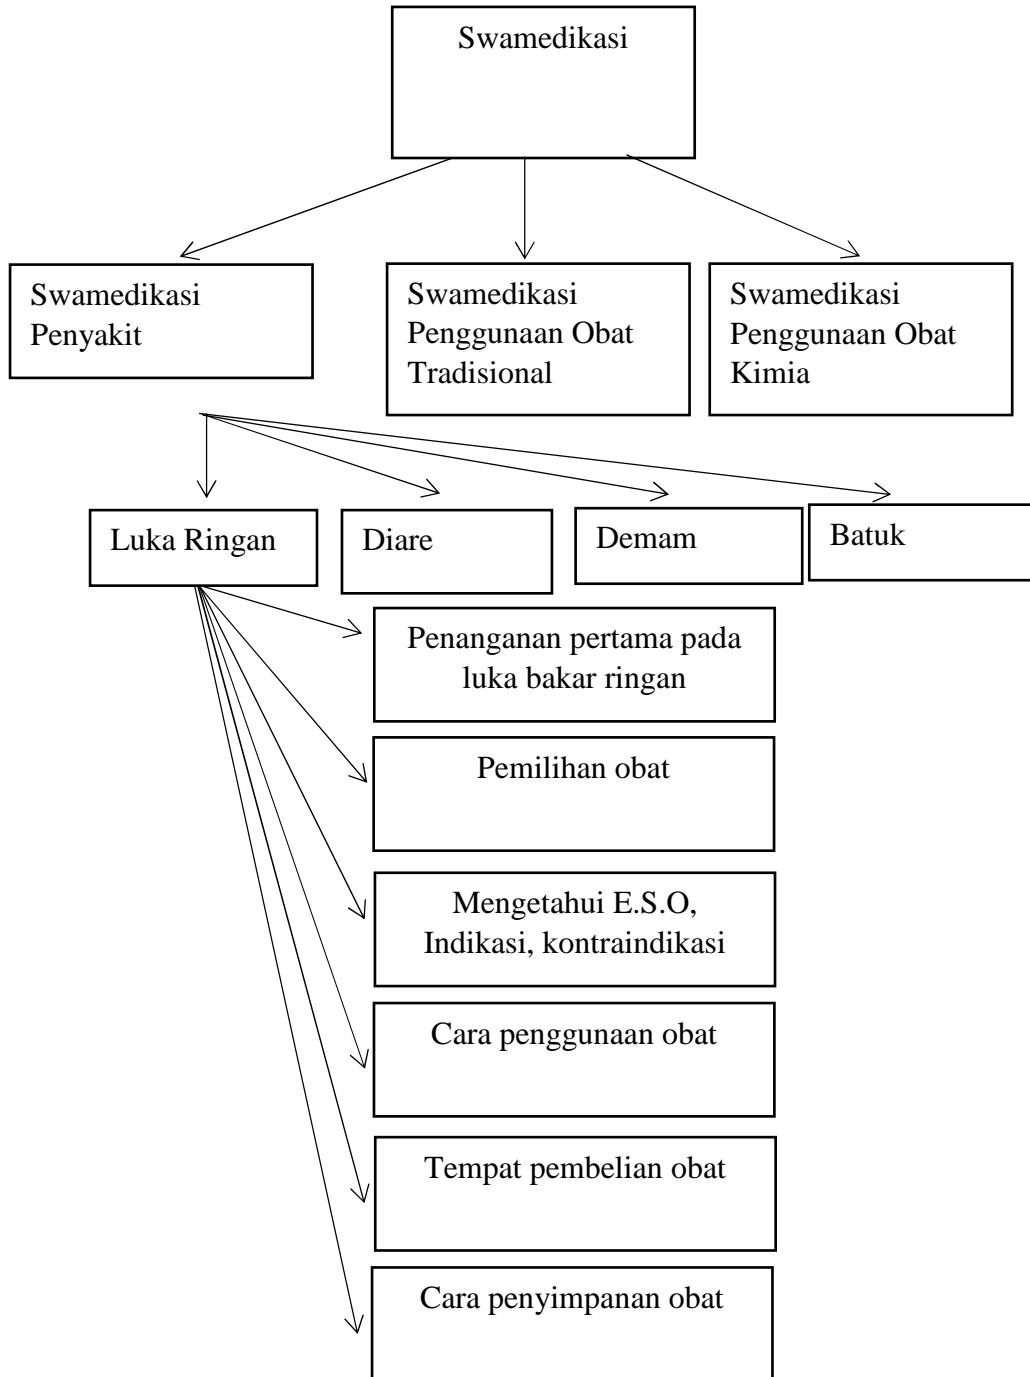 Swamedikasi
Swamedikasi
Penyakit
Swamedikasi
Penggunaan Obat
Tradisional
Swamedikasi
Penggunaan Obat
Kimia
Luka Ringan
Diare
Demam
Batuk
Penanganan pertama pada
luka bakar ringan
Pemilihan obat
Mengetahui E.S.O,
Indikasi, kontraindikasi
Cara penggunaan obat
Tempat pembelian obat
Cara penyimpanan obat